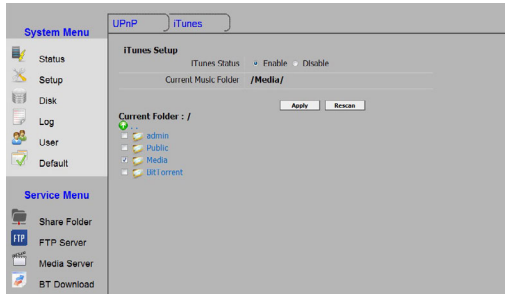 System Menu
Status
Setup
Disk
Log
User
Default
Service Menu
Share Folder
FTP
FTP Server
Media Server
BT Download
UPnP iTunes
iTunes Setup
iTunes Status Enable Disable
Current Music Folder /Media/
Apply Rescan
Current Folder : /
..
admin
Public
Media
BitTorrent